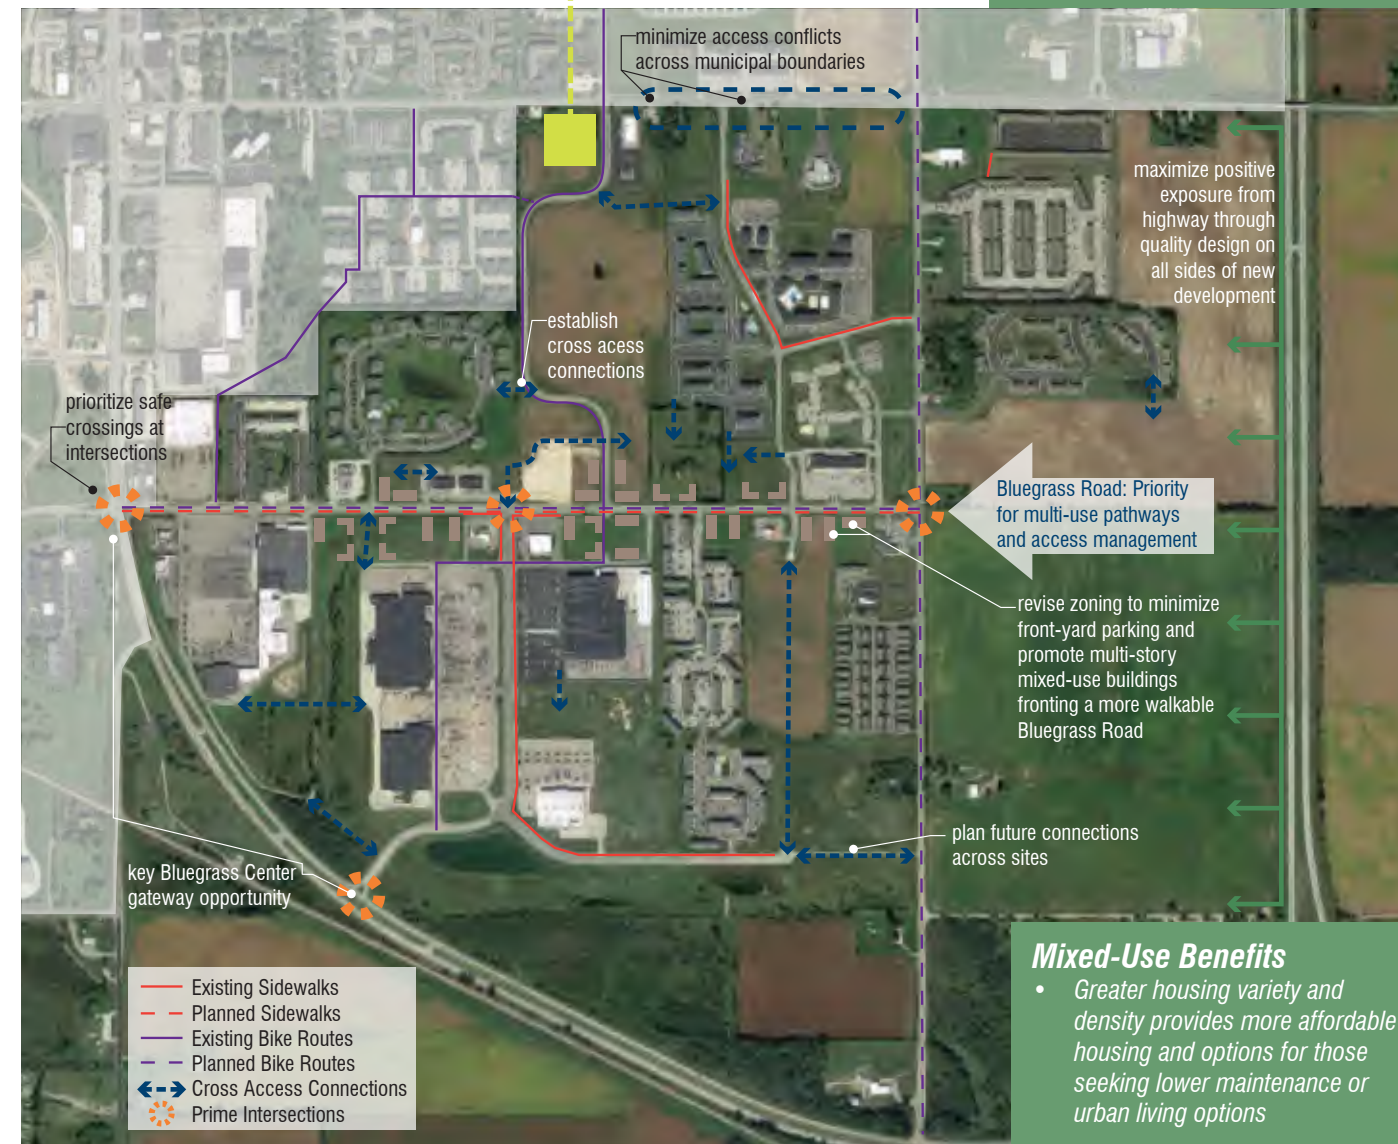 minimize access conflicts
across municipal boundaries
maximize positive
exposure from
highway through
quality design on
all sides of new
development
establish
cross acess
connections
prioritize safe
crossings at
intersections
Bluegrass Road: Priority
for multi-use pathways
and access management
revise zoning to minimize
front-yard parking and
promote multi-story
mixed-use buildings
fronting a more walkable
Bluegrass Road
plan future connections
across sites
key Bluegrass Center
gateway opportunity
Existing Sidewalks
Planned Sidewalks
Existing Bike Routes
Planned Bike Routes
Cross Access Connections
Prime Intersections
Mixed-Use Benefits
• Greater housing variety and
density provides more affordable
housing and options for those
seeking lower maintenance or
urban living options